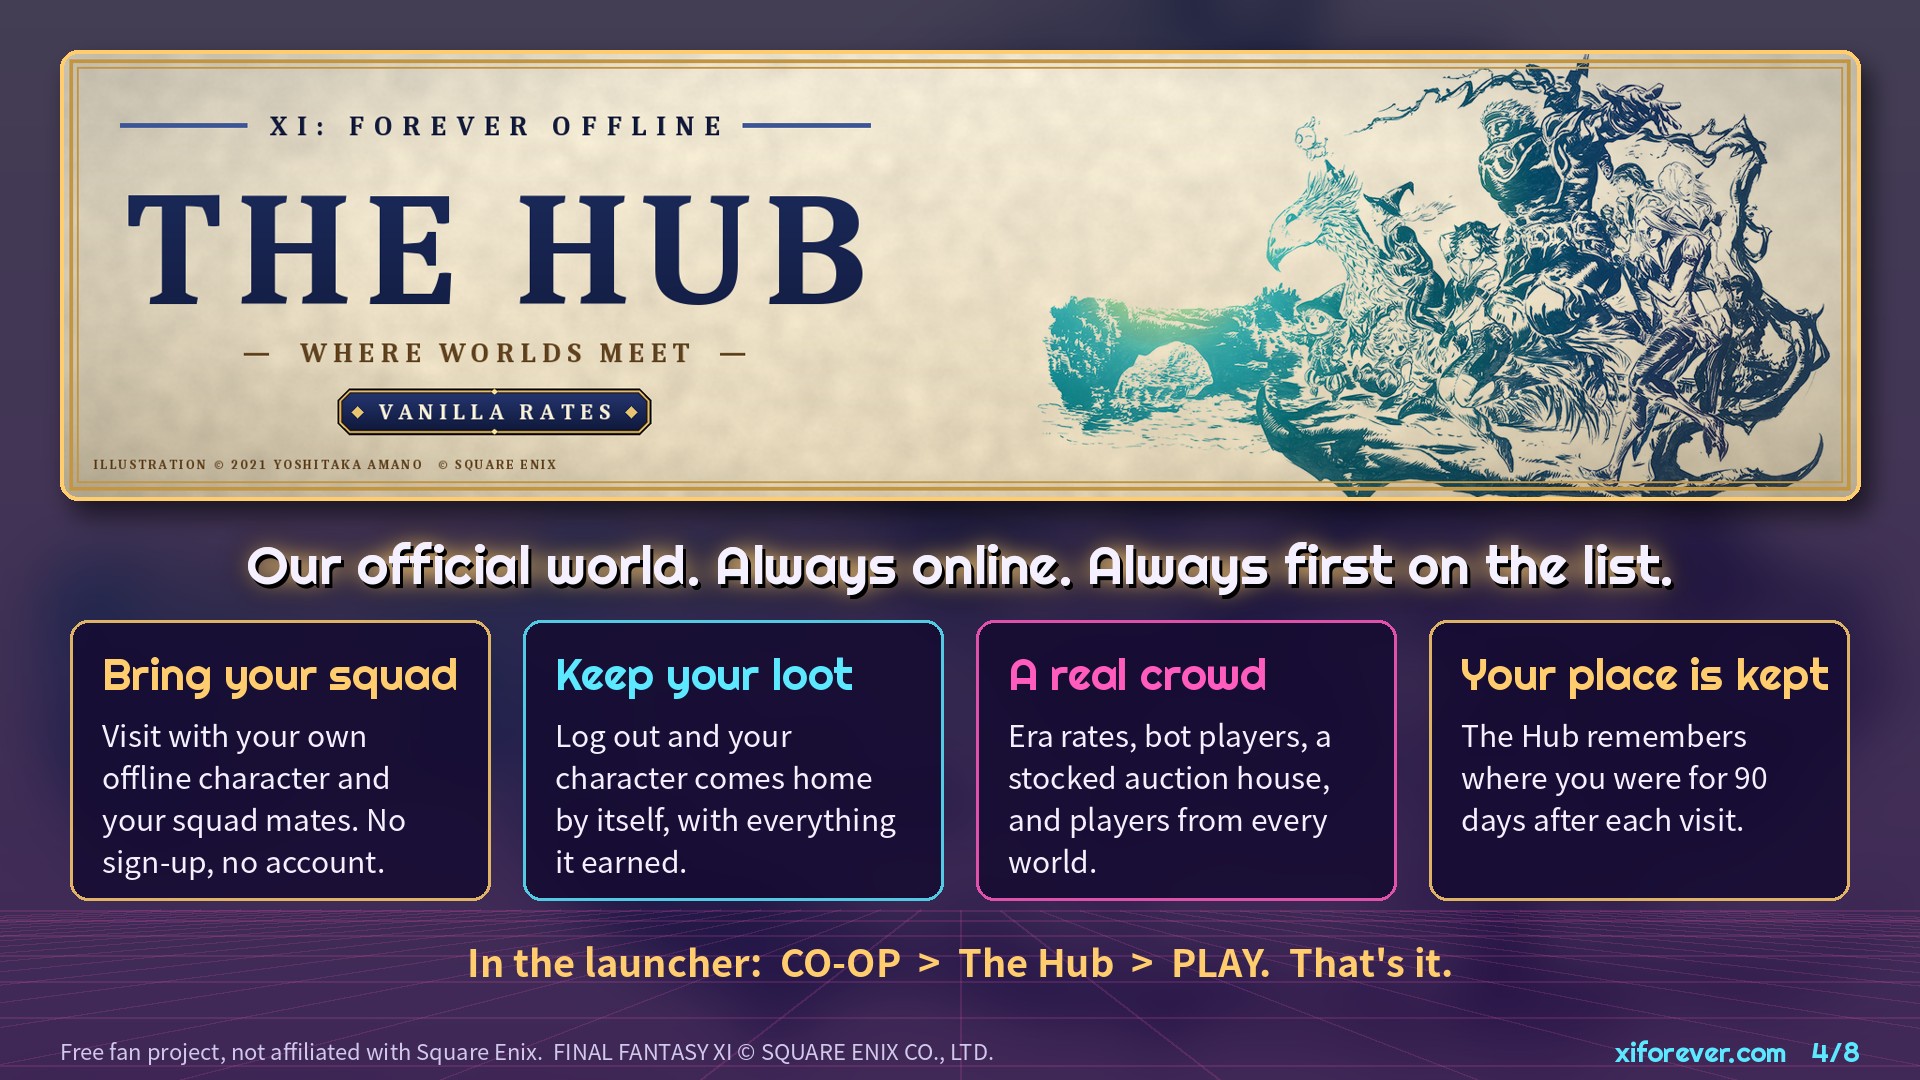 XI: FOREVER OFFLINE
THE HUB
— WHERE WORLDS MEET —
VANILLA RATES
ILLUSTRATION © 2021 YOSHITAKA AMANO © SQUARE ENIX
Our official world. Always online. Always first on the list.
Bring your squad
Visit with your own
offline character and
your squad mates. No
sign-up, no account.
Keep your loot
Log out and your
character comes home
by itself, with everything
it earned.
A real crowd
Era rates, bot players, a
stocked auction house,
and players from every
world.
Your place is kept
The Hub remembers
where you were for 90
days after each visit.
In the launcher: CO-OP > The Hub > PLAY. That's it.
Free fan project, not affiliated with Square Enix. FINAL FANTASY XI © SQUARE ENIX CO., LTD.
xiforever.com 4/8